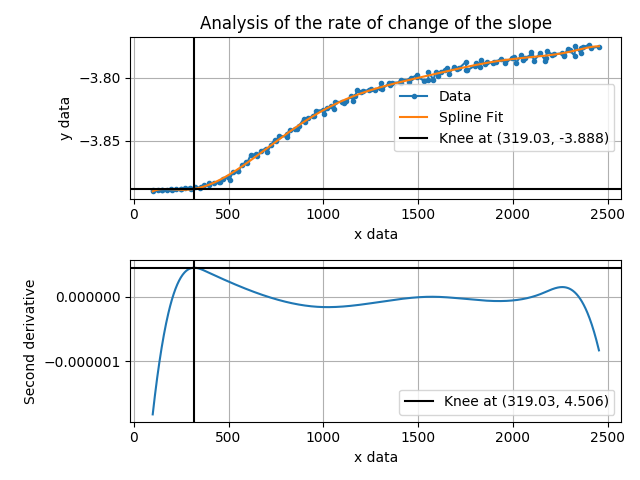 Analysis of the rate of change of the slope
−3.80
−3.85
y data
Data
Spline Fit
Knee at (319.03, -3.888)
0 500 1000 1500 2000 2500
x data
0.000000
−0.000001
Second derivative
Knee at (319.03, 4.506)
0 500 1000 1500 2000 2500
x data